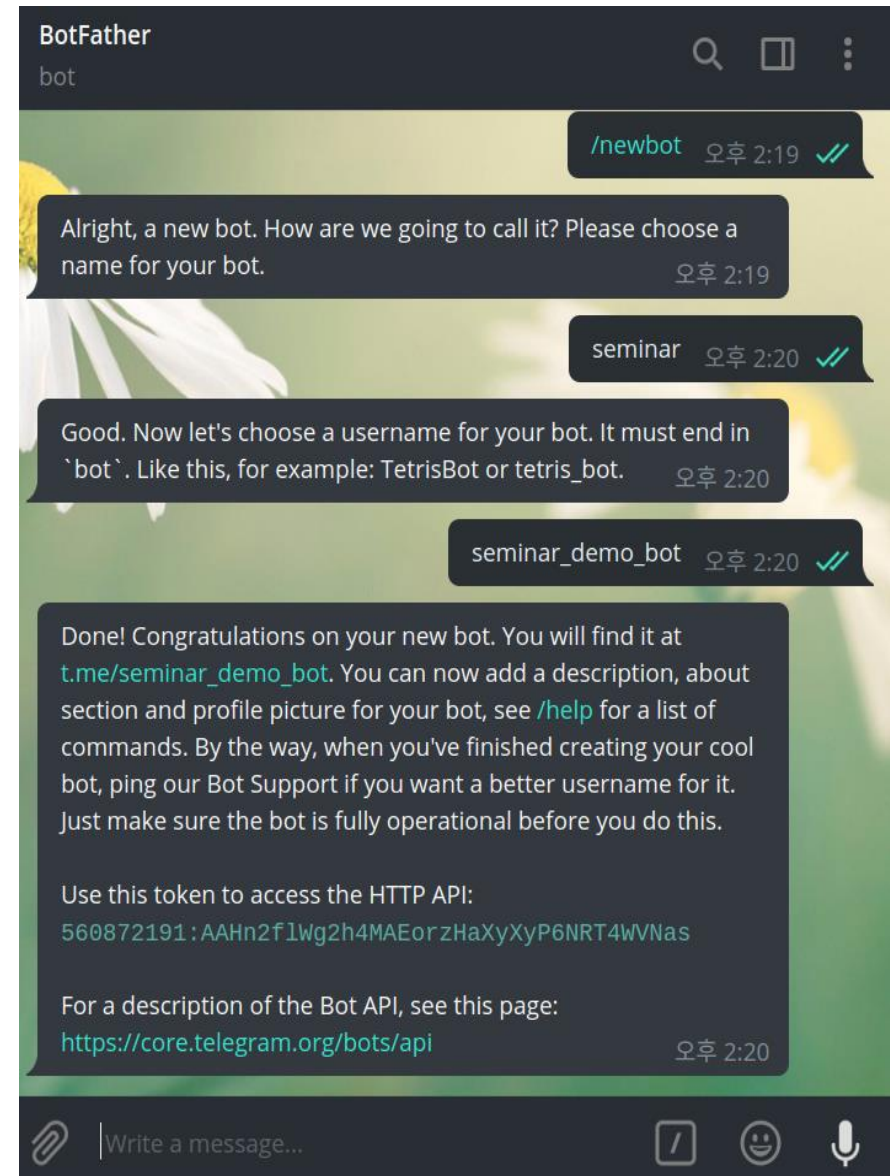 BotFather
bot
/newbot 오후 2:19
Alright, a new bot. How are we going to call it? Please choose a
name for your bot. 오후 2:19
seminar 오후 2:20
Good. Now let's choose a username for your bot. It must end in
`bot`. Like this, for example: TetrisBot or tetris_bot. 오후 2:20
seminar_demo_bot 오후 2:20
Done! Congratulations on your new bot. You will find it at
t.me/seminar_demo_bot. You can now add a description, about
section and profile picture for your bot, see /help for a list of
commands. By the way, when you've finished creating your cool
bot, ping our Bot Support if you want a better username for it.
Just make sure the bot is fully operational before you do this.
Use this token to access the HTTP API:
560872191:AAHn2flWg2h4MAEorzHaXyXyP6NRT4WVNas
For a description of the Bot API, see this page:
https://core.telegram.org/bots/api 오후 2:20
Write a message...